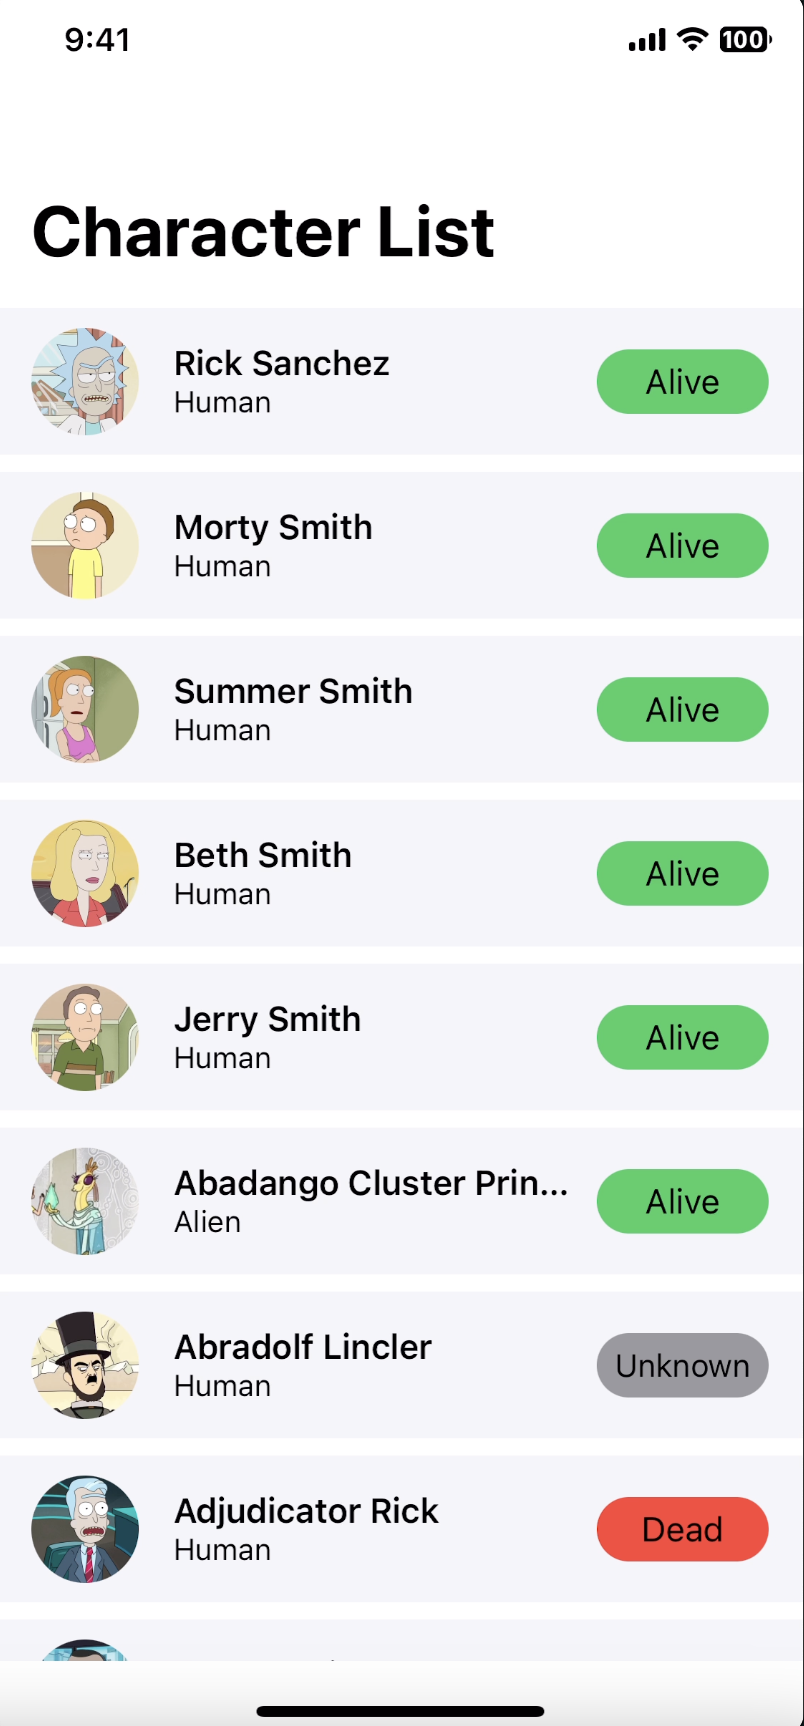 9:41
100
Character List
Rick Sanchez
Human
Alive
Morty Smith
Human
Alive
Summer Smith
Human
Alive
Beth Smith
Human
Alive
Jerry Smith
Human
Alive
Abadango Cluster Prin...
Alien
Alive
Abradolf Lincler
Human
Unknown
Adjudicator Rick
Human
Dead